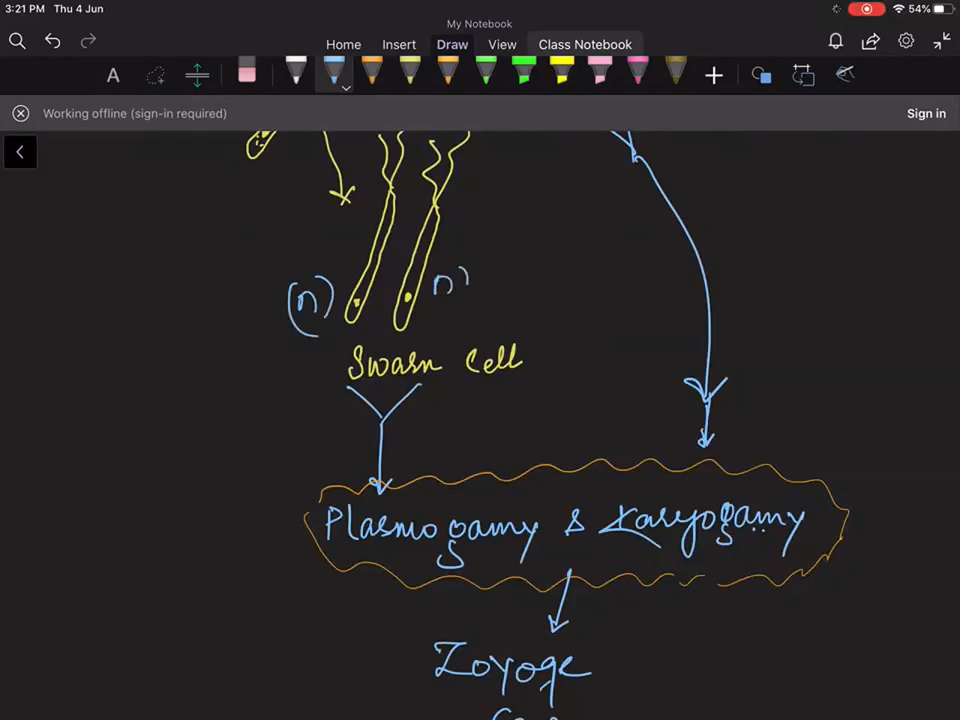 3:21 PM Thu 4 Jun 54%
My Notebook
Home Insert Draw View Class Notebook
A
Working offline (sign-in required) Sign in
(n) n)
Swarn Cell
Plasmogamy & Karyogamy
Zoyoge